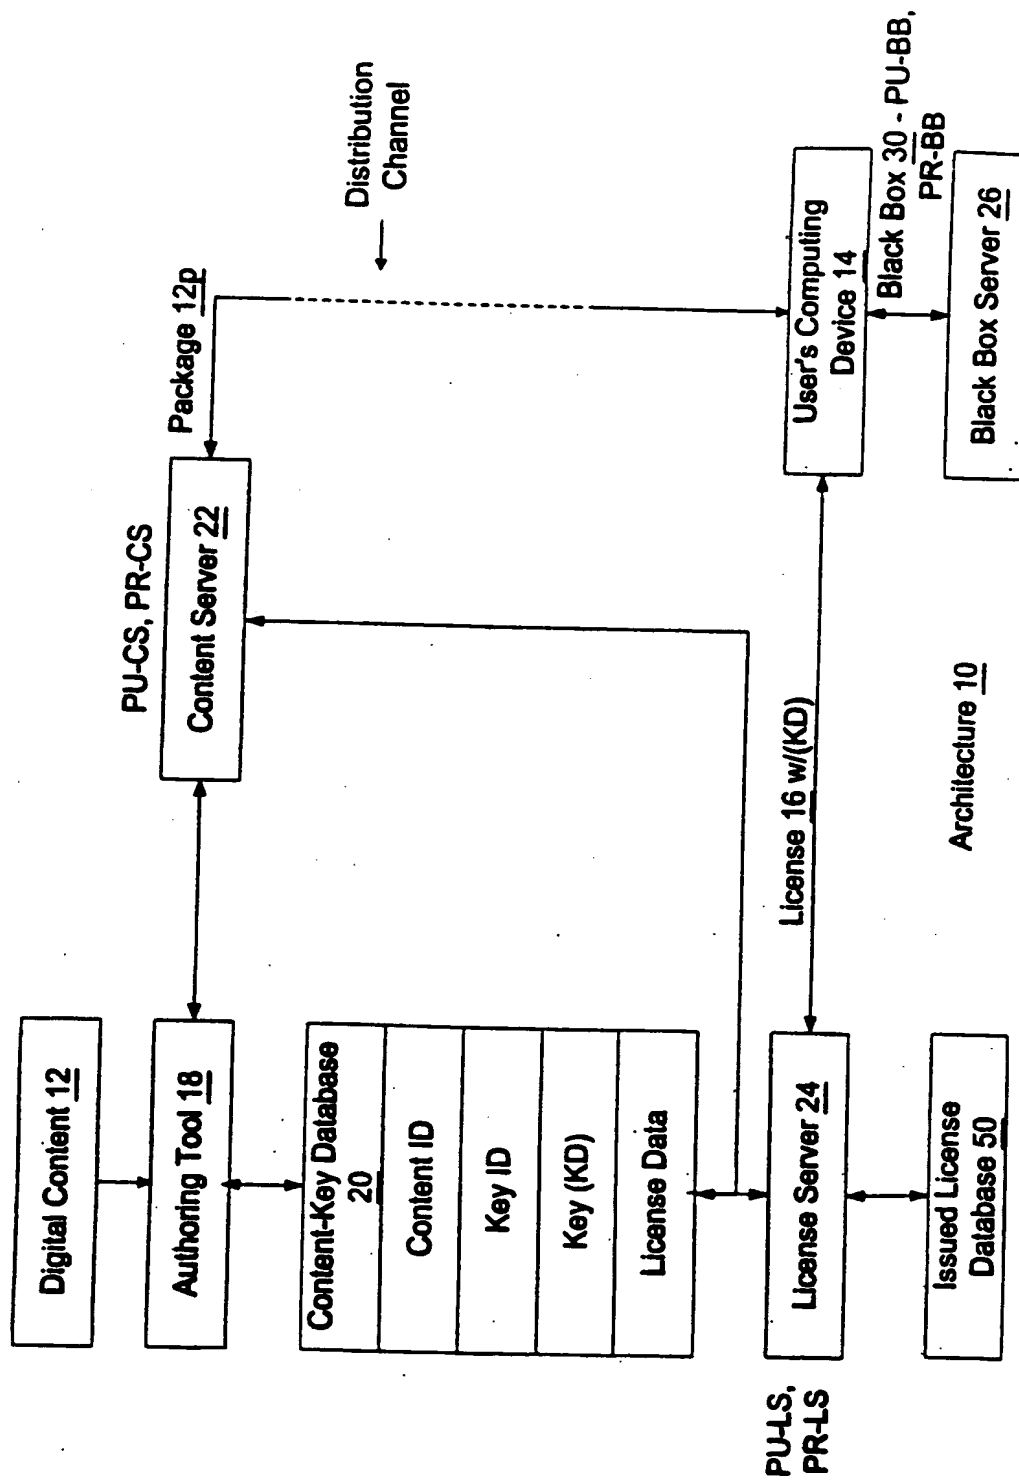 Digital Content 12
Authoring Tool 18
Content-Key Database
20
Content ID
Key ID
Key (KD)
License Data
PU-LS,
PR-LS
License Server 24
Issued License
Database 50
PU-CS, PR-CS
Content Server 22
Package 12p
Distribution
Channel
License 16 w/(KD)
User's Computing
Device 14
Black Box 30 - PU-BB,
PR-BB
Black Box Server 26
Architecture 10